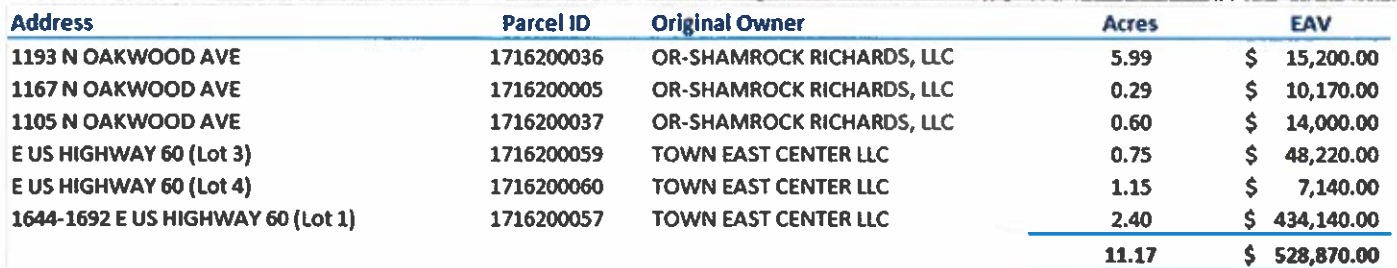 Address Parcel ID Original Owner Acres EAV
1193 N OAKWOOD AVE 1716200036 OR-SHAMROCK RICHARDS, LLC 5.99 $ 15,200.00
1167 N OAKWOOD AVE 1716200005 OR-SHAMROCK RICHARDS, LLC 0.29 $ 10,170.00
1105 N OAKWOOD AVE 1716200037 OR-SHAMROCK RICHARDS, LLC 0.60 $ 14,000.00
E US HIGHWAY 60 (Lot 3) 1716200059 TOWN EAST CENTER LLC 0.75 $ 48,220.00
E US HIGHWAY 60 (Lot 4) 1716200060 TOWN EAST CENTER LLC 1.15 $ 7,140.00
1644-1692 E US HIGHWAY 60 (Lot 1) 1716200057 TOWN EAST CENTER LLC 2.40 $ 434,140.00
11.17 $ 528,870.00